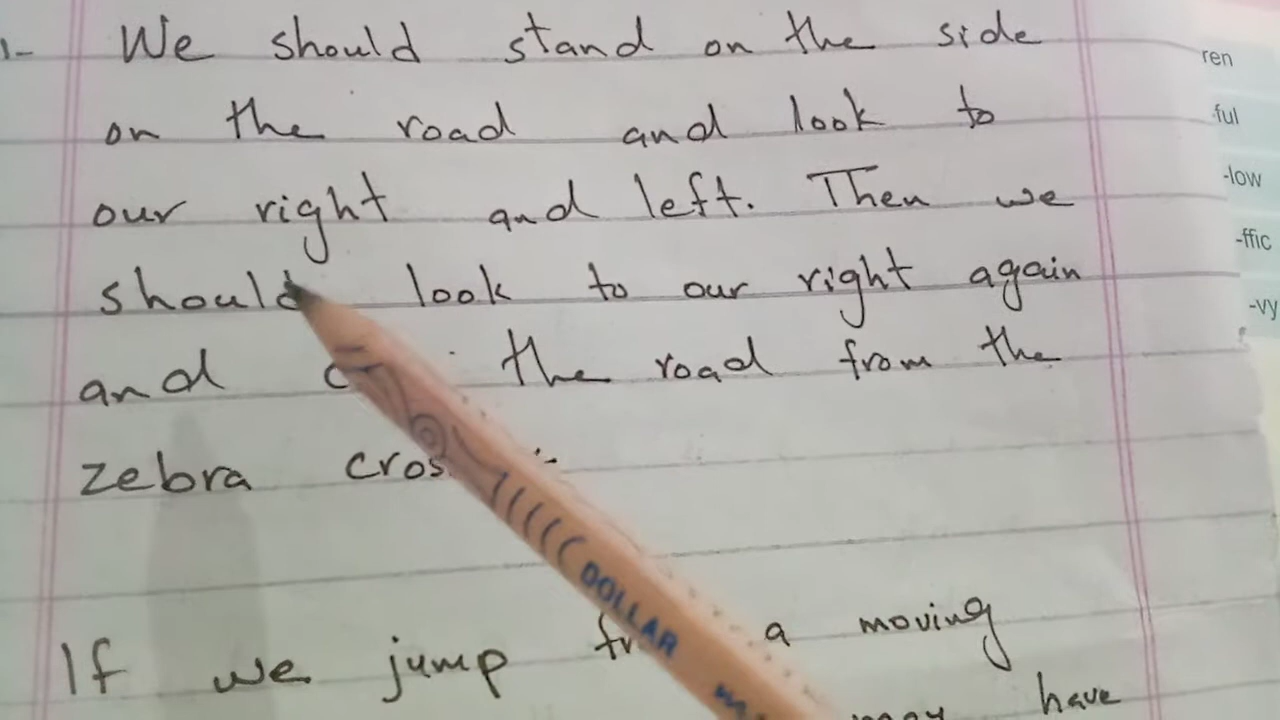 1- We should stand on the side
on the road and look to
our right and left. Then we
should look to our right again
and the road from the
zebra
If we jump a moving
may have
DOLLAR
ren
ful
-low
-ffic
-vy